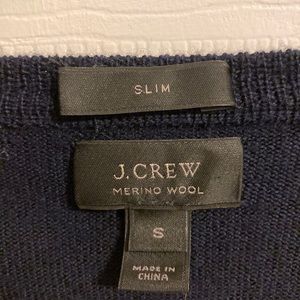 SLIM
J.CREW
MERINO WOOL
S
MADE IN
CHINA